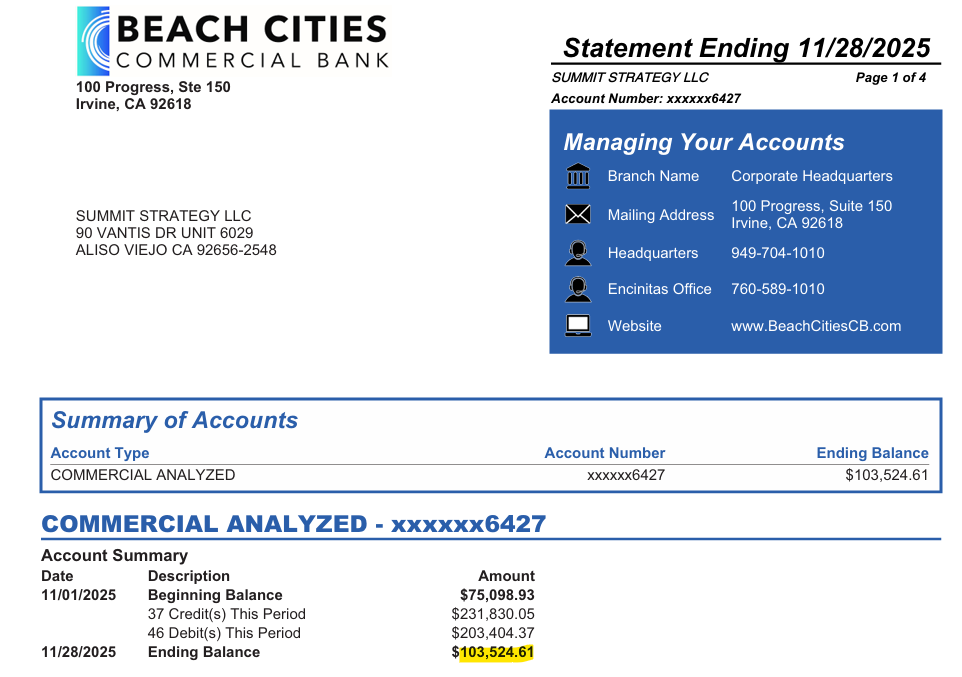 BEACH CITIES
COMMERCIAL BANK
100 Progress, Ste 150
Irvine, CA 92618
Statement Ending 11/28/2025
SUMMIT STRATEGY LLC Page 1 of 4
Account Number: xxxxxx6427
Managing Your Accounts
Branch Name Corporate Headquarters
Mailing Address 100 Progress, Suite 150
Irvine, CA 92618
Headquarters 949-704-1010
Encinitas Office 760-589-1010
Website www.BeachCitiesCB.com
SUMMIT STRATEGY LLC
90 VANTIS DR UNIT 6029
ALISO VIEJO CA 92656-2548
Summary of Accounts
Account Type Account Number Ending Balance
COMMERCIAL ANALYZED xxxxxx6427 $103,524.61
COMMERCIAL ANALYZED - xxxxxx6427
Account Summary
Date Description Amount
11/01/2025 Beginning Balance $75,098.93
37 Credit(s) This Period $231,830.05
46 Debit(s) This Period $203,404.37
11/28/2025 Ending Balance $103,524.61